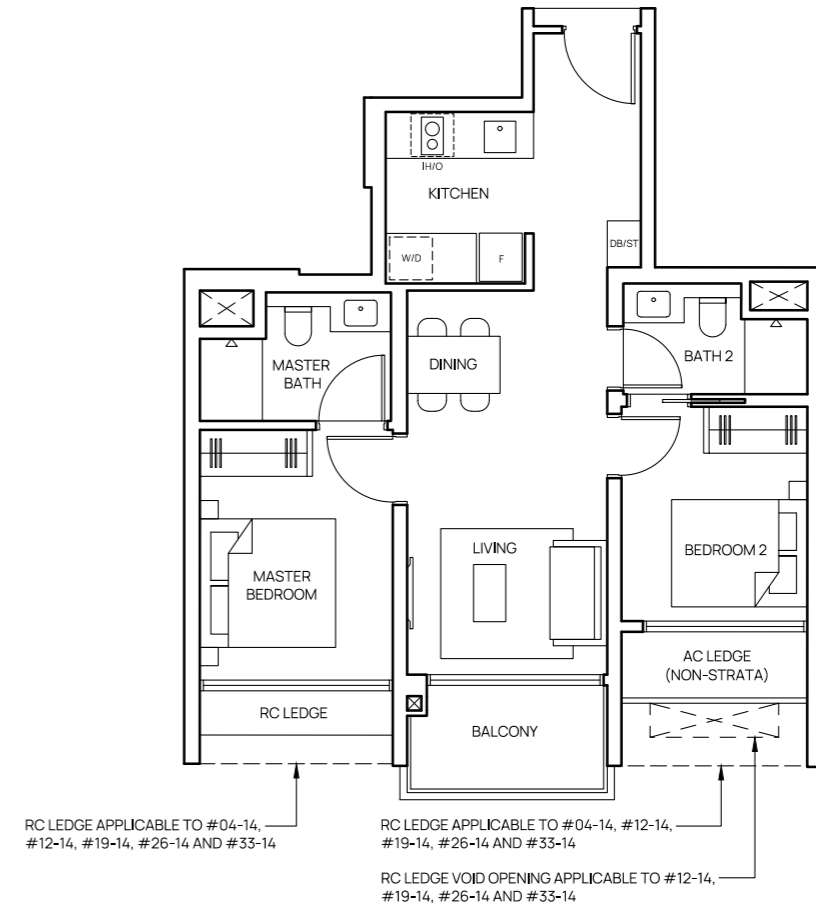 IH/O
KITCHEN
W/D
F
DB/ST
DINING
MASTER
BATH
BATH 2
LIVING
MASTER
BEDROOM
BEDROOM 2
AC LEDGE
(NON-STRATA)
RC LEDGE
BALCONY
RC LEDGE APPLICABLE TO #04-14,
#12-14, #19-14, #26-14 AND #33-14
RC LEDGE APPLICABLE TO #04-14, #12-14,
#19-14, #26-14 AND #33-14
RC LEDGE VOID OPENING APPLICABLE TO #12-14,
#19-14, #26-14 AND #33-14